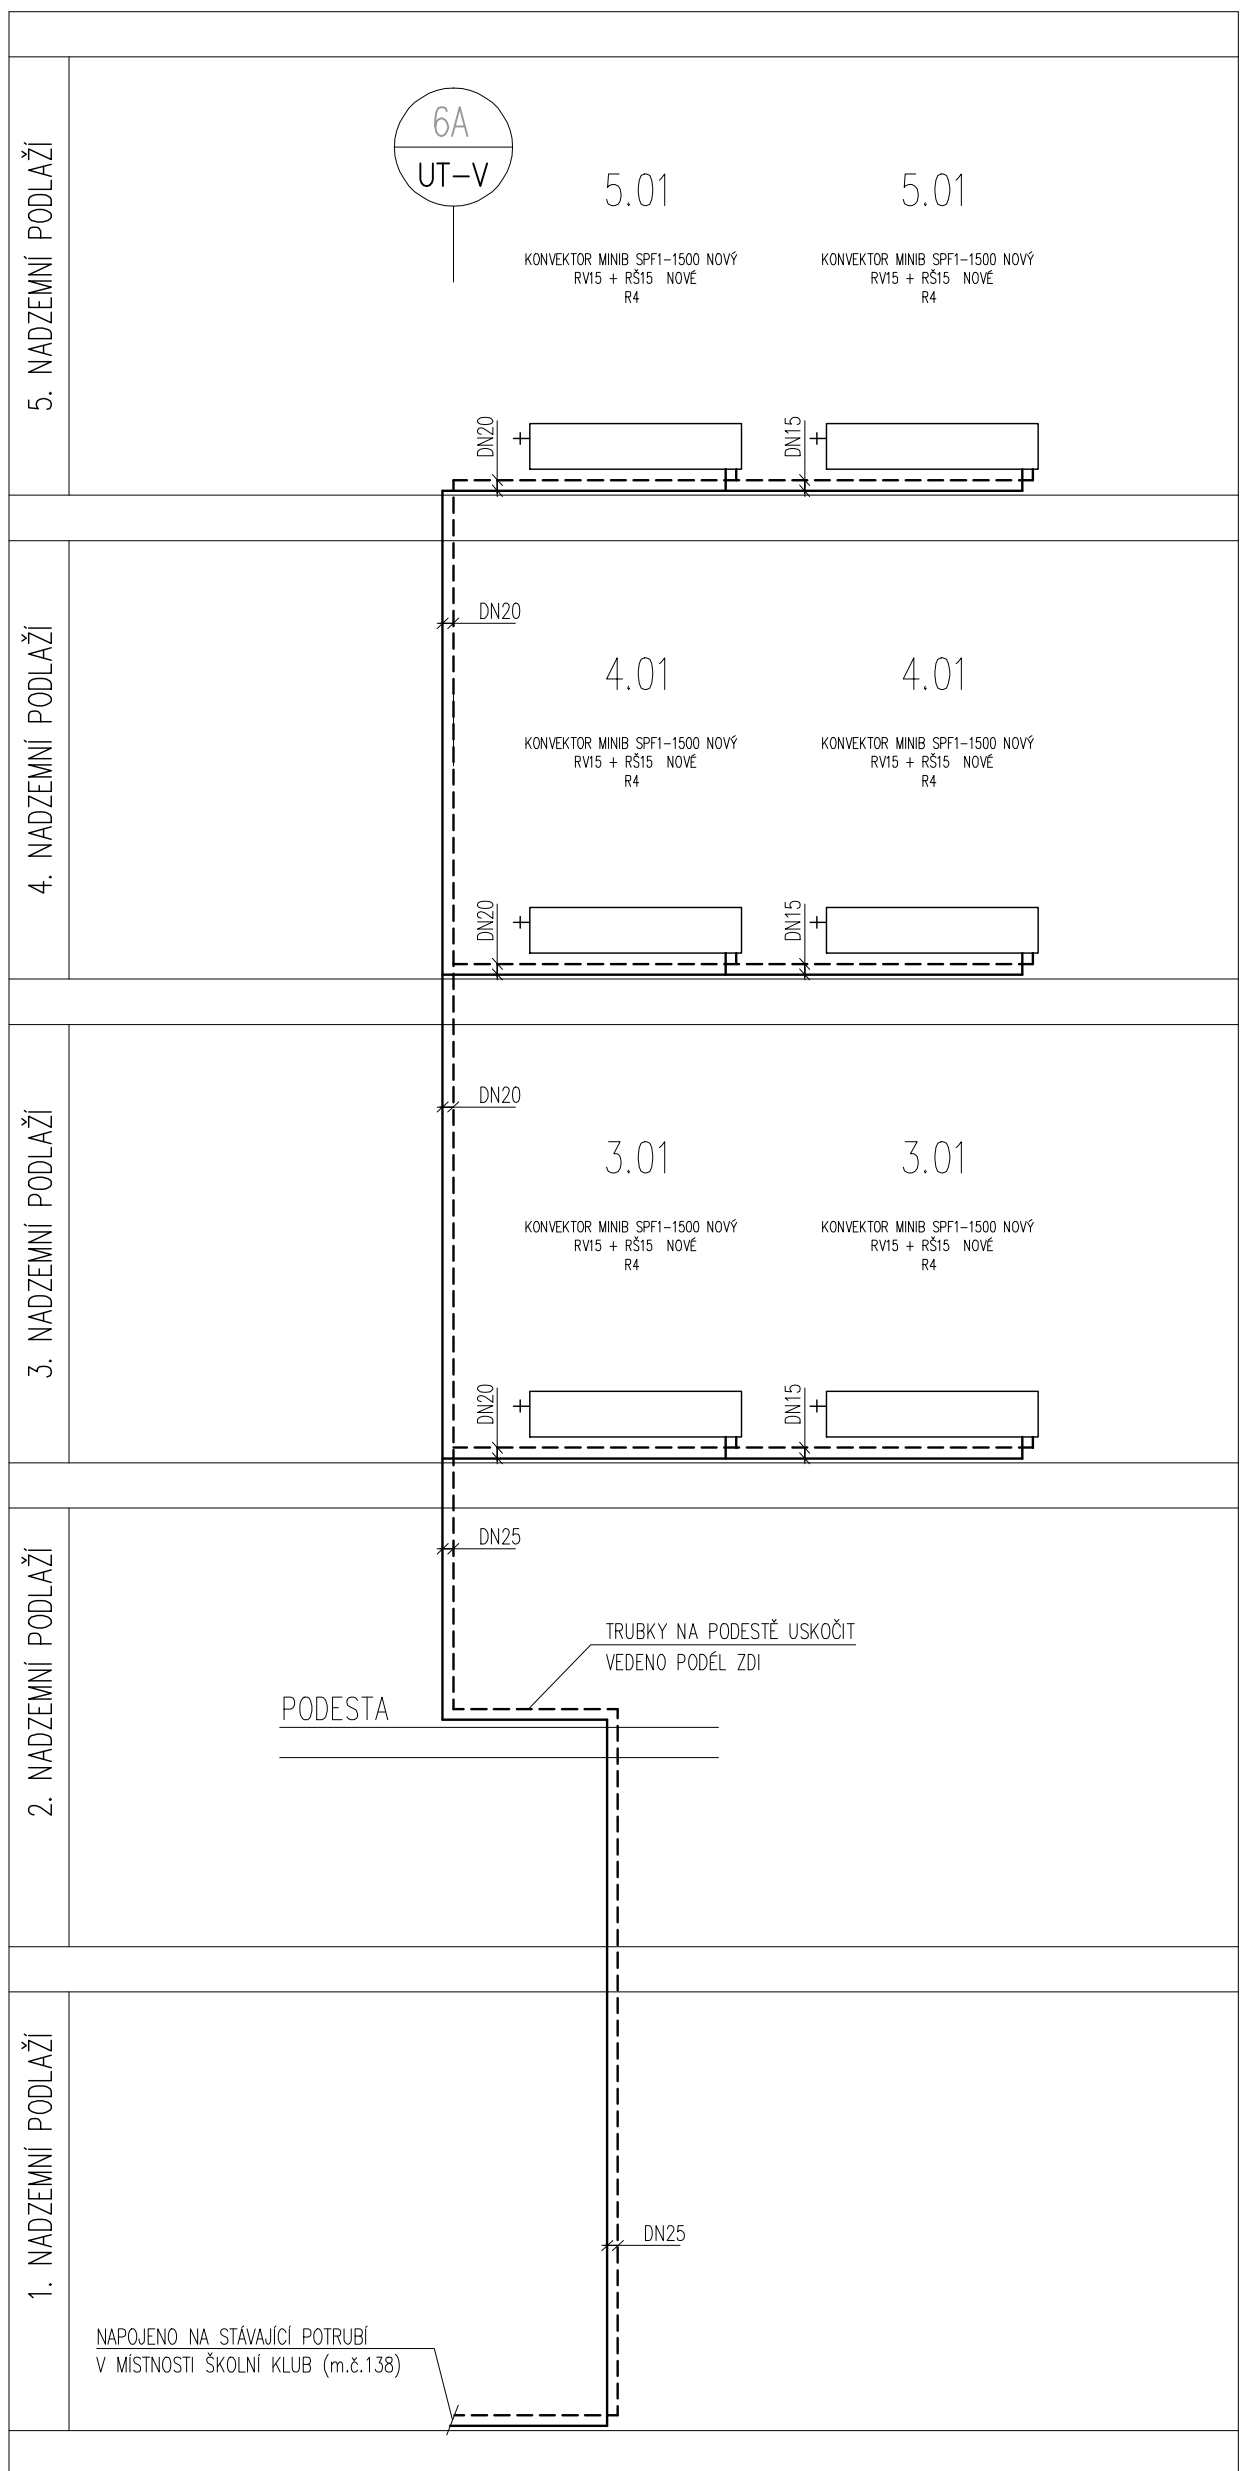 5. NADZEMNÍ PODLAŽÍ
6A
UT-V
5.01
5.01
KONVEKTOR MINIB SPF1-1500 NOVÝ
RV15 + RŠ15 NOVÉ
R4
KONVEKTOR MINIB SPF1-1500 NOVÝ
RV15 + RŠ15 NOVÉ
R4
DN20
DN15
4. NADZEMNÍ PODLAŽÍ
DN20
4.01
4.01
KONVEKTOR MINIB SPF1-1500 NOVÝ
RV15 + RŠ15 NOVÉ
R4
KONVEKTOR MINIB SPF1-1500 NOVÝ
RV15 + RŠ15 NOVÉ
R4
DN20
DN15
3. NADZEMNÍ PODLAŽÍ
DN20
3.01
3.01
KONVEKTOR MINIB SPF1-1500 NOVÝ
RV15 + RŠ15 NOVÉ
R4
KONVEKTOR MINIB SPF1-1500 NOVÝ
RV15 + RŠ15 NOVÉ
R4
DN20
DN15
2. NADZEMNÍ PODLAŽÍ
DN25
TRUBKY NA PODESTĚ USKOČIT
VEDENO PODÉL ZDI
PODESTA
1. NADZEMNÍ PODLAŽÍ
DN25
NAPOJENO NA STÁVAJÍCÍ POTRUBÍ
V MÍSTNOSTI ŠKOLNÍ KLUB (m.č.138)